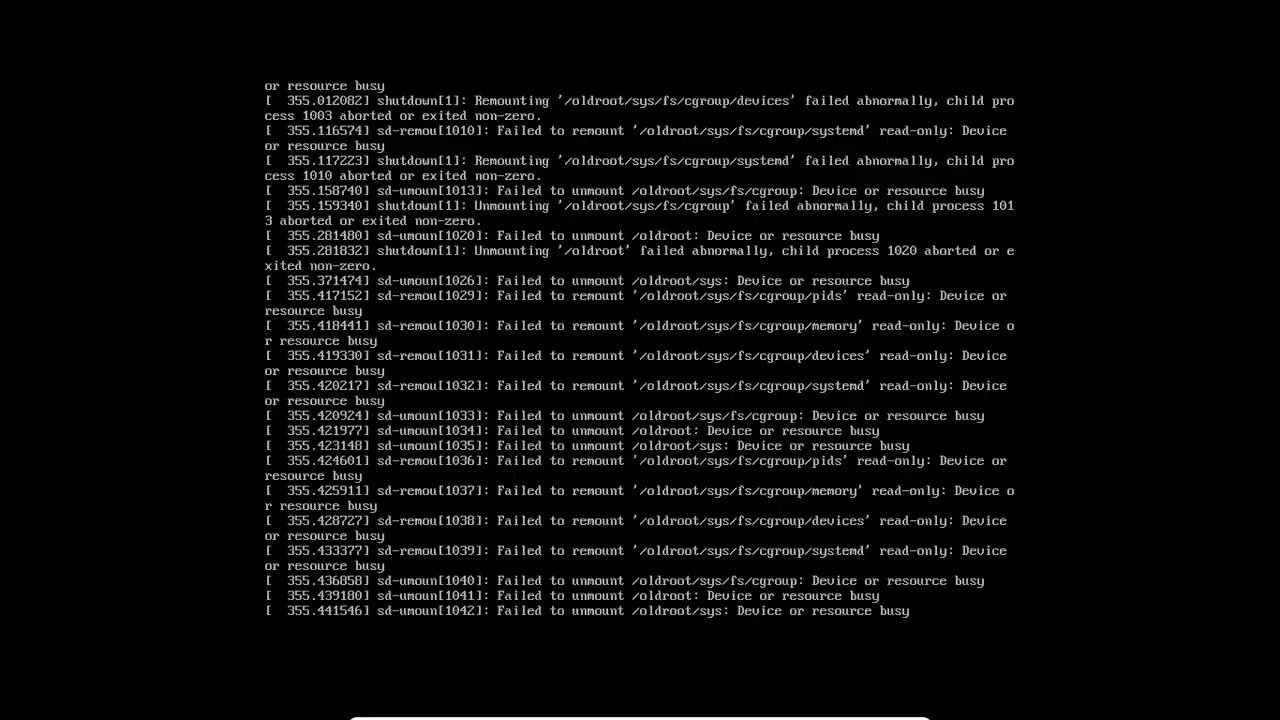 or resource busy
[  355.012082] shutdown[1]: Remounting '/oldroot/sys/fs/cgroup/devices' failed abnormally, child pro
cess 1003 aborted or exited non-zero.
[  355.116574] sd-remou[1010]: Failed to remount '/oldroot/sys/fs/cgroup/systemd' read-only: Device
or resource busy
[  355.117223] shutdown[1]: Remounting '/oldroot/sys/fs/cgroup/systemd' failed abnormally, child pro
cess 1010 aborted or exited non-zero.
[  355.158740] sd-umoun[1013]: Failed to unmount /oldroot/sys/fs/cgroup: Device or resource busy
[  355.159340] shutdown[1]: Unmounting '/oldroot/sys/fs/cgroup' failed abnormally, child process 101
3 aborted or exited non-zero.
[  355.281480] sd-umoun[1020]: Failed to unmount /oldroot: Device or resource busy
[  355.281832] shutdown[1]: Unmounting '/oldroot' failed abnormally, child process 1020 aborted or e
xited non-zero.
[  355.371474] sd-umoun[1026]: Failed to unmount /oldroot/sys: Device or resource busy
[  355.417152] sd-remou[1029]: Failed to remount '/oldroot/sys/fs/cgroup/pids' read-only: Device or
resource busy
[  355.418441] sd-remou[1030]: Failed to remount '/oldroot/sys/fs/cgroup/memory' read-only: Device o
r resource busy
[  355.419330] sd-remou[1031]: Failed to remount '/oldroot/sys/fs/cgroup/devices' read-only: Device
or resource busy
[  355.420217] sd-remou[1032]: Failed to remount '/oldroot/sys/fs/cgroup/systemd' read-only: Device
or resource busy
[  355.420924] sd-umoun[1033]: Failed to unmount /oldroot/sys/fs/cgroup: Device or resource busy
[  355.421977] sd-umoun[1034]: Failed to unmount /oldroot: Device or resource busy
[  355.423148] sd-umoun[1035]: Failed to unmount /oldroot/sys: Device or resource busy
[  355.424601] sd-remou[1036]: Failed to remount '/oldroot/sys/fs/cgroup/pids' read-only: Device or
resource busy
[  355.425911] sd-remou[1037]: Failed to remount '/oldroot/sys/fs/cgroup/memory' read-only: Device o
r resource busy
[  355.428727] sd-remou[1038]: Failed to remount '/oldroot/sys/fs/cgroup/devices' read-only: Device
or resource busy
[  355.433377] sd-remou[1039]: Failed to remount '/oldroot/sys/fs/cgroup/systemd' read-only: Device
or resource busy
[  355.436858] sd-umoun[1040]: Failed to unmount /oldroot/sys/fs/cgroup: Device or resource busy
[  355.439180] sd-umoun[1041]: Failed to unmount /oldroot: Device or resource busy
[  355.441546] sd-umoun[1042]: Failed to unmount /oldroot/sys: Device or resource busy